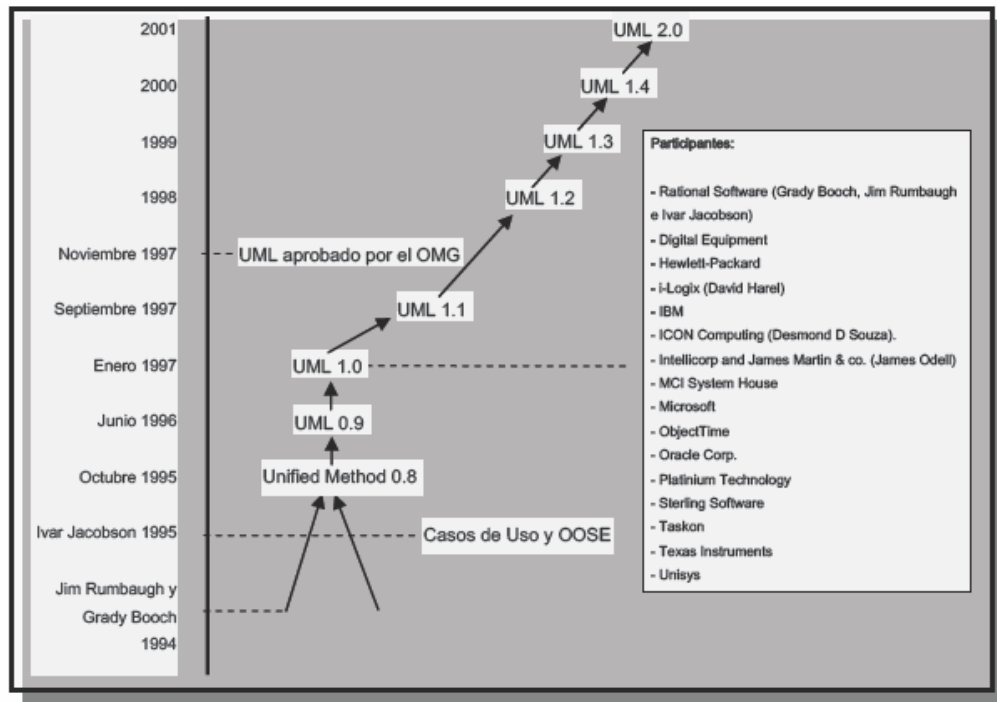 2001
UML 2.0
2000
UML 1.4
1999
UML 1.3
1998
UML 1.2
Noviembre 1997
UML aprobado por el OMG
Septiembre 1997
UML 1.1
Enero 1997
UML 1.0
Junio 1996
UML 0.9
Octubre 1995
Unified Method 0.8
Ivar Jacobson 1995
Casos de Uso y OOSE
Jim Rumbaugh y
Grady Booch
1994
Participantes:
- Rational Software (Grady Booch, Jim Rumbaugh
e Ivar Jacobson)
- Digital Equipment
- Hewlett-Packard
- i-Logix (David Harel)
- IBM
- ICON Computing (Desmond D Souza).
- Intellicorp and James Martin & co. (James Odell)
- MCI System House
- Microsoft
- ObjectTime
- Oracle Corp.
- Platinium Technology
- Sterling Software
- Taskon
- Texas Instruments
- Unisys